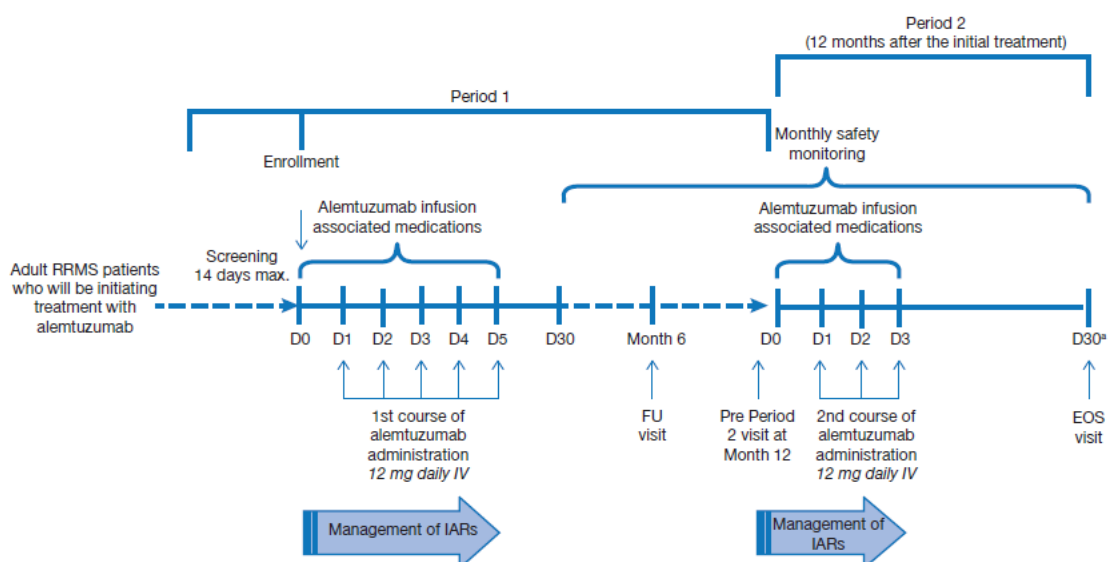 Period 2
(12 months after the initial treatment)
Period 1
Monthly safety
monitoring
Enrollment
Alemtuzumab infusion
associated medications
Alemtuzumab infusion
associated medications
Screening
14 days max.
Adult RRMS patients
who will be initiating
treatment with
alemtuzumab
D0 D1 D2 D3 D4 D5 D30 Month 6 D0 D1 D2 D3 D30ª
1st course of
alemtuzumab
administration
12 mg daily IV
FU
visit
Pre Period
2 visit at
Month 12
2nd course of
alemtuzumab
administration
12 mg daily IV
EOS
visit
Management of IARs
Management of
IARs